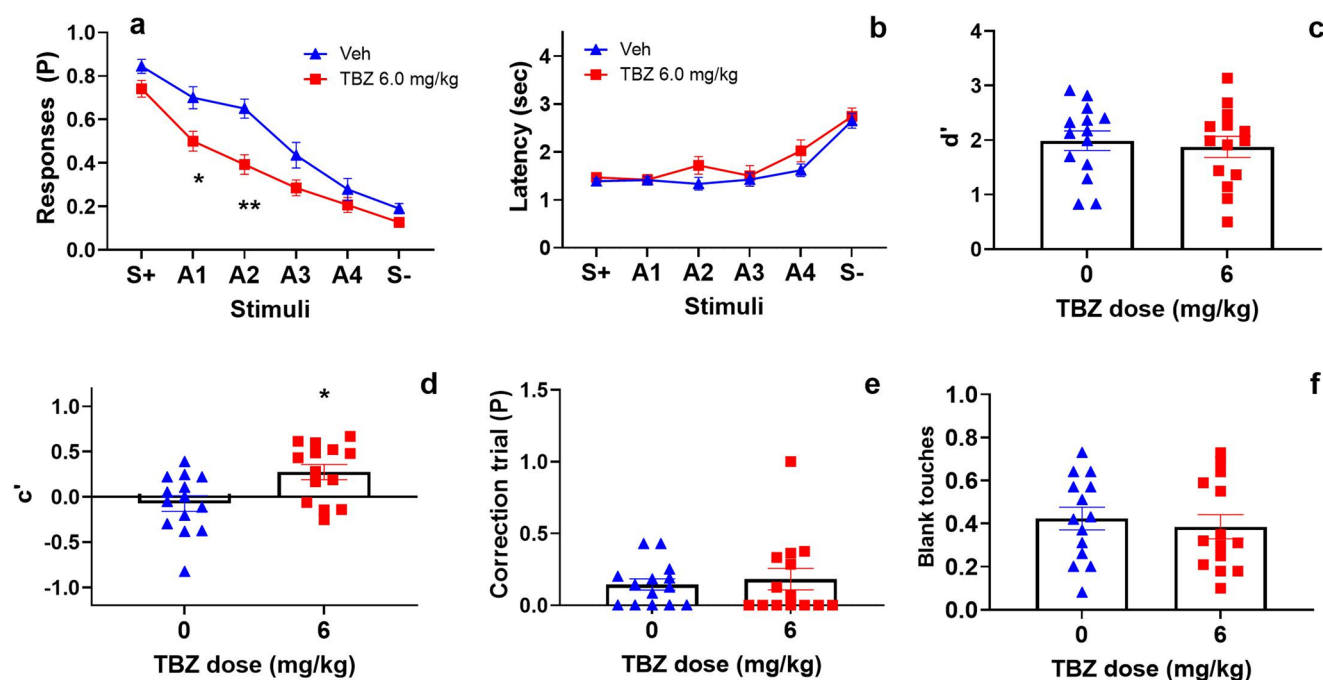 a
Responses (P)
1.0
0.8
0.6
0.4
0.2
0.0
Veh
TBZ 6.0 mg/kg
*
**
S+ A1 A2 A3 A4 S-
Stimuli
b
Latency (sec)
4
3
2
1
0
Veh
TBZ 6.0 mg/kg
S+ A1 A2 A3 A4 S-
Stimuli
c
d'
4
3
2
1
0
0 6
TBZ dose (mg/kg)
d
c'
1.0
0.5
0.0
-0.5
-1.0
*
0 6
TBZ dose (mg/kg)
e
Correction trial (P)
1.5
1.0
0.5
0.0
0 6
TBZ dose (mg/kg)
f
Blank touches
1.0
0.8
0.6
0.4
0.2
0.0
0 6
TBZ dose (mg/kg)